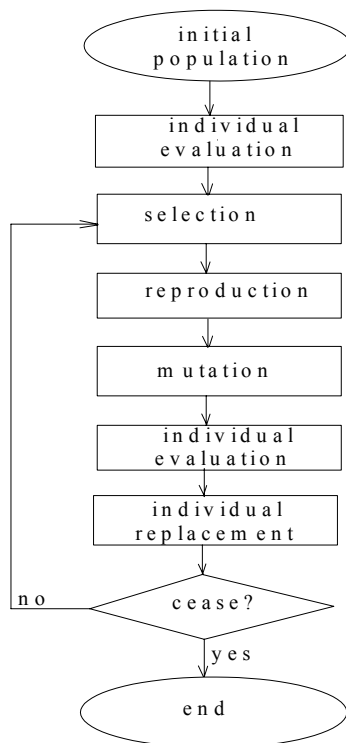 initial
population
individual
evaluation
selection
reproduction
mutation
individual
evaluation
individual
replacement
cease?
no
yes
end